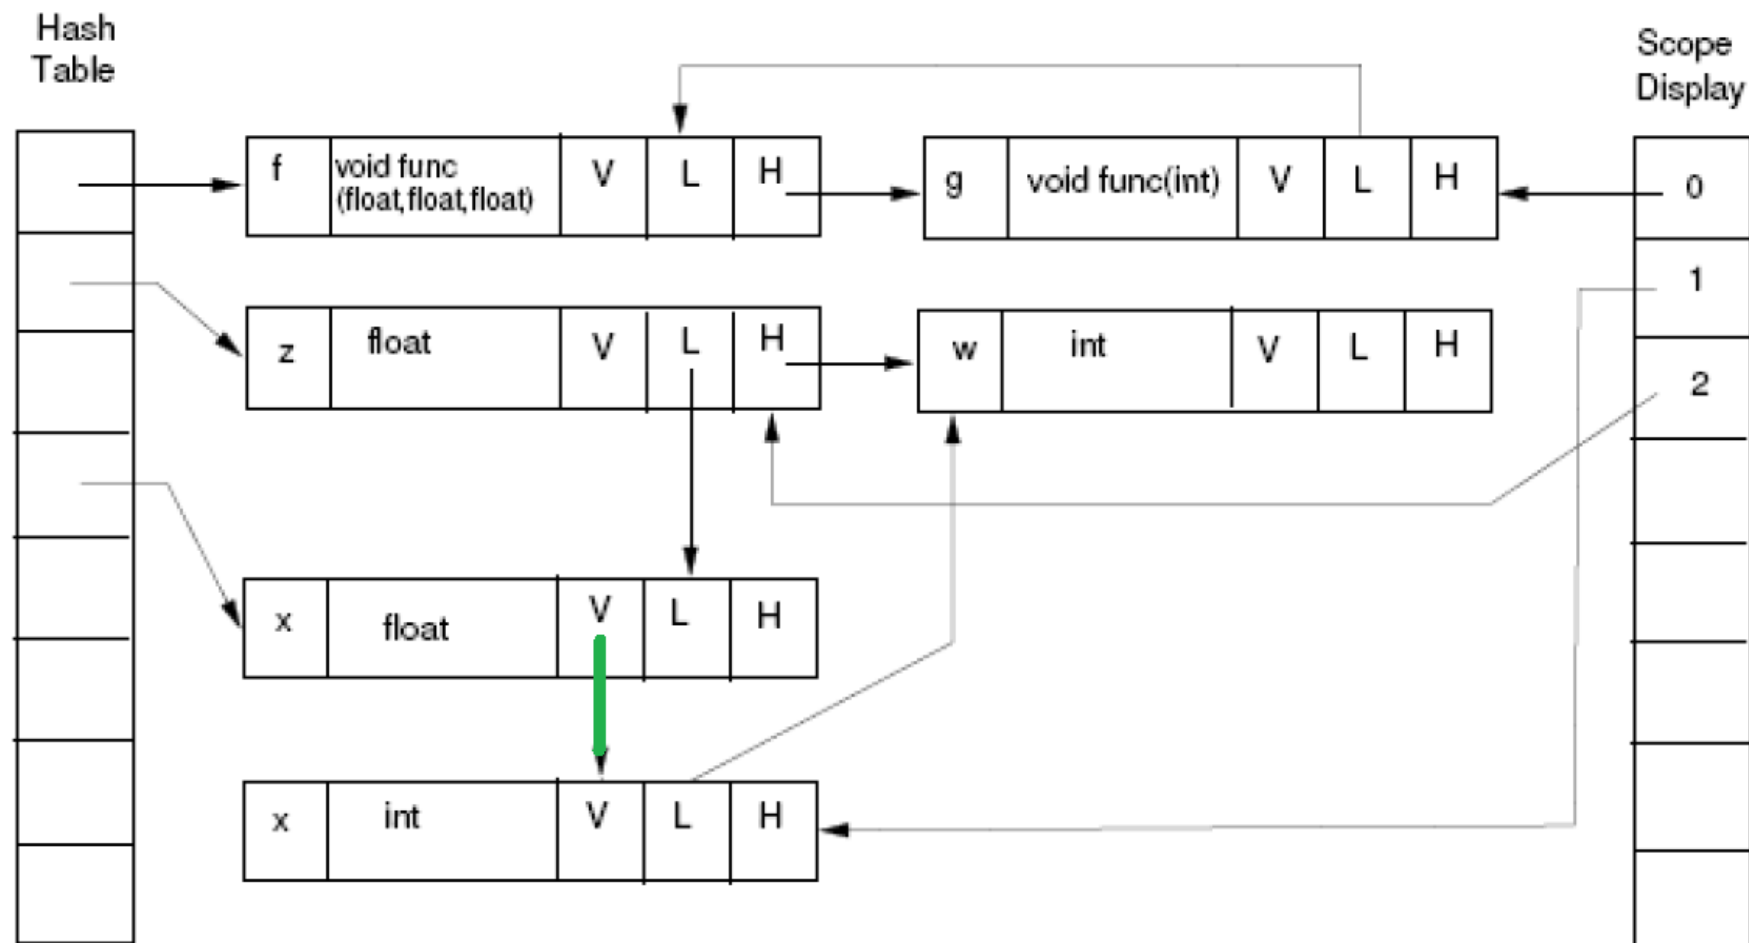 Hash
Table
Scope
Display
f void func V L H
(float,float,float)
g void func(int) V L H
0
1
z float V L H
w int V L H
2
x float V L H
x int V L H